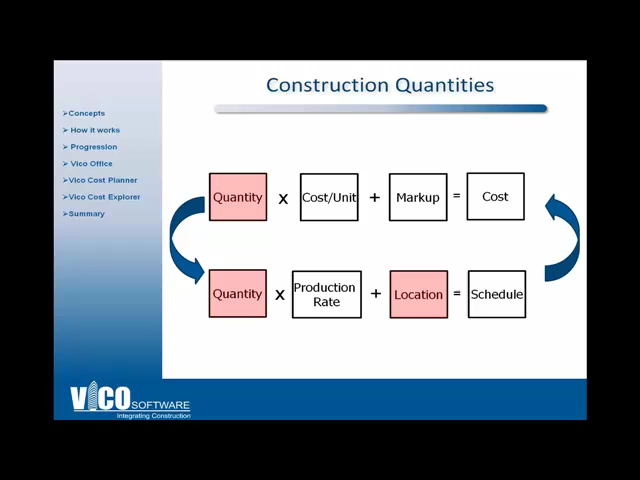 Construction Quantities
➢Concepts
➢ How it works
➢ Progression
➢ Vico Office
➢Vico Cost Planner
➢Vico Cost Explorer
➢Summary
Quantity x Cost/Unit + Markup = Cost
Quantity x Production Rate + Location = Schedule
VICO SOFTWARE
Integrating Construction